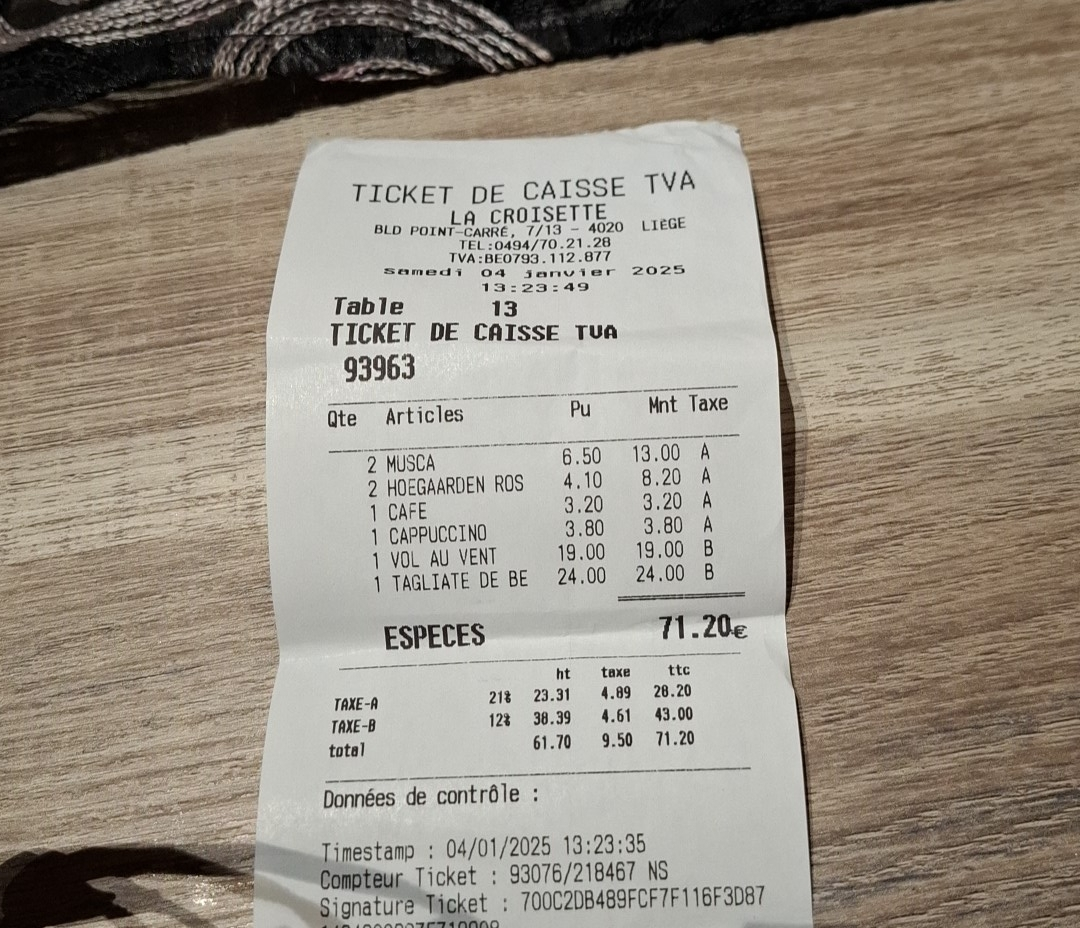 TICKET DE CAISSE TVA
LA CROISETTE
BLD POINT-CARRÉ, 7/13 - 4020 LIÈGE
TEL:0494/70.21.28
TVA:BE0793.112.877
samedi 04 janvier 2025
13:23:49
Table 13
TICKET DE CAISSE TVA
93963
Qte Articles Pu Mnt Taxe
2 MUSCA 6.50 13.00 A
2 HOEGAARDEN ROS 4.10 8.20 A
1 CAFE 3.20 3.20 A
1 CAPPUCCINO 3.80 3.80 A
1 VOL AU VENT 19.00 19.00 B
1 TAGLIATE DE BE 24.00 24.00 B
ESPECES 71.20€
ht taxe ttc
TAXE-A 21% 23.31 4.89 28.20
TAXE-B 12% 38.39 4.61 43.00
total 61.70 9.50 71.20
Données de contrôle :
Timestamp : 04/01/2025 13:23:35
Compteur Ticket : 93076/218467 NS
Signature Ticket : 700C2DB489FCF7F116F3D87